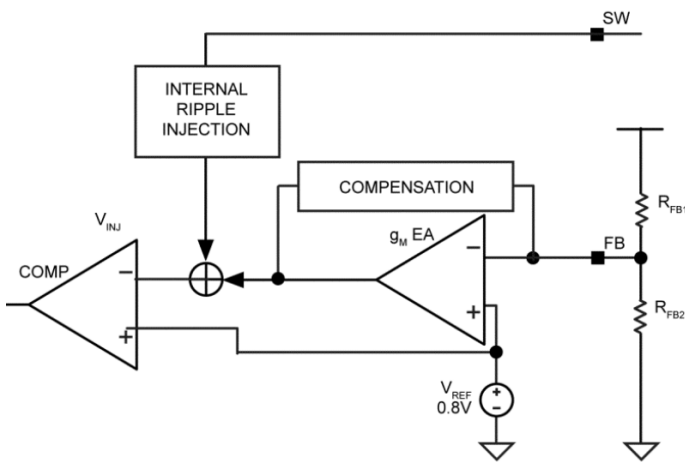 SW
INTERNAL
RIPPLE
INJECTION
COMPENSATION
R_FB1
V_INJ
g_M EA
FB
COMP
−
−
+
+
R_FB2
V_REF
0.8V
+
−